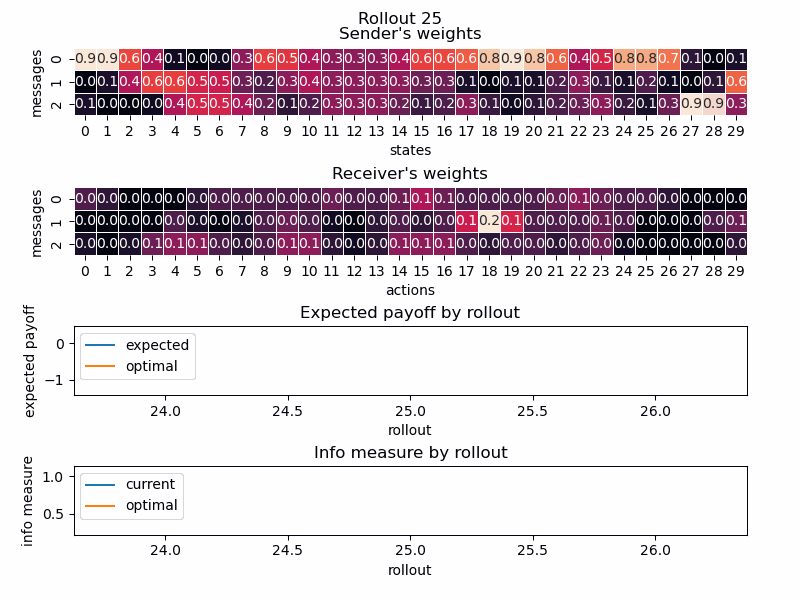 Rollout 25
Sender's weights
messages
0 0.9 0.9 0.6 0.4 0.1 0.0 0.0 0.3 0.6 0.5 0.4 0.3 0.3 0.3 0.4 0.6 0.6 0.6 0.8 0.9 0.8 0.6 0.4 0.5 0.8 0.8 0.7 0.1 0.0 0.1
1 0.0 0.1 0.4 0.6 0.6 0.5 0.5 0.3 0.2 0.3 0.4 0.3 0.3 0.3 0.3 0.3 0.3 0.1 0.0 0.1 0.1 0.2 0.3 0.1 0.1 0.2 0.1 0.0 0.1 0.6
2 0.1 0.0 0.0 0.0 0.4 0.5 0.5 0.4 0.2 0.1 0.2 0.3 0.3 0.3 0.2 0.1 0.2 0.3 0.1 0.0 0.1 0.2 0.3 0.3 0.2 0.1 0.3 0.9 0.9 0.3
0 1 2 3 4 5 6 7 8 9 10 11 12 13 14 15 16 17 18 19 20 21 22 23 24 25 26 27 28 29
states
Receiver's weights
messages
0 0.0 0.0 0.0 0.0 0.0 0.0 0.0 0.0 0.0 0.0 0.0 0.0 0.0 0.0 0.1 0.1 0.1 0.0 0.0 0.0 0.0 0.0 0.1 0.0 0.0 0.0 0.0 0.0 0.0 0.0
1 0.0 0.0 0.0 0.0 0.0 0.0 0.0 0.0 0.0 0.0 0.0 0.0 0.0 0.0 0.0 0.0 0.0 0.1 0.2 0.1 0.0 0.0 0.0 0.1 0.0 0.0 0.0 0.0 0.0 0.1
2 0.0 0.0 0.0 0.1 0.1 0.1 0.0 0.0 0.0 0.1 0.1 0.0 0.0 0.0 0.1 0.1 0.1 0.0 0.0 0.0 0.0 0.0 0.0 0.0 0.0 0.0 0.0 0.0 0.0 0.0
0 1 2 3 4 5 6 7 8 9 10 11 12 13 14 15 16 17 18 19 20 21 22 23 24 25 26 27 28 29
actions
Expected payoff by rollout
expected payoff
0
−1
expected
optimal
24.0 24.5 25.0 25.5 26.0
rollout
Info measure by rollout
info measure
1.0
0.5
current
optimal
24.0 24.5 25.0 25.5 26.0
rollout